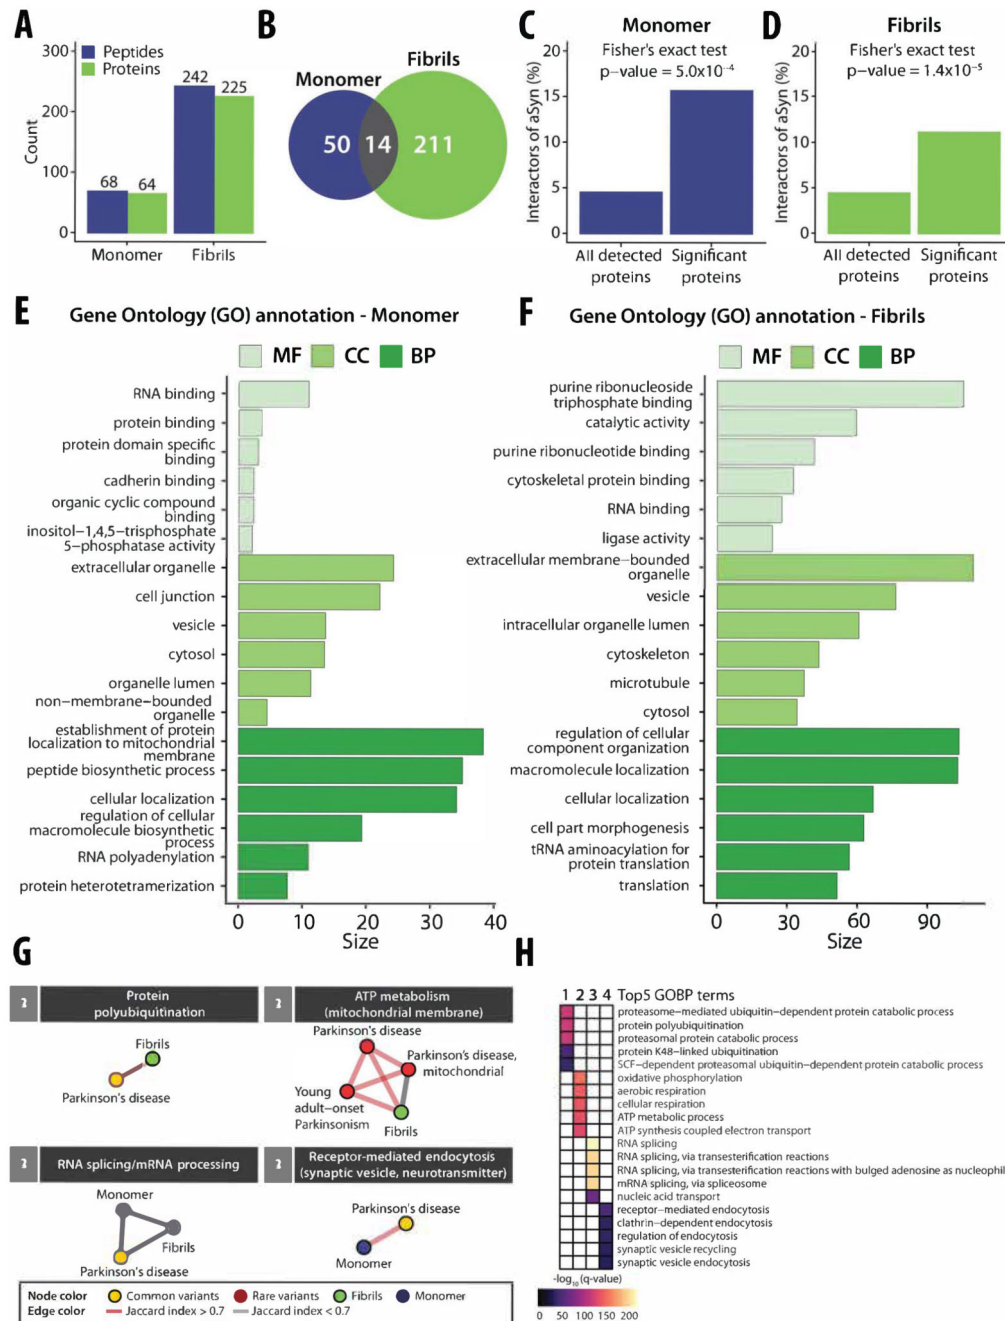 A
300
200
100
0
Count
Peptides
Proteins
68
64
242
225
Monomer
Fibrils
B
Monomer
Fibrils
50
14
211
C
Monomer
Fisher's exact test
p-value = 5.0x10⁻⁴
Interactors of aSyn (%)
20
15
10
5
0
All detected
proteins
Significant
proteins
D
Fibrils
Fisher's exact test
p-value = 1.4x10⁻⁵
Interactors of aSyn (%)
20
15
10
5
0
All detected
proteins
Significant
proteins
E
Gene Ontology (GO) annotation - Monomer
MF
CC
BP
RNA binding
protein binding
protein domain specific
binding
cadherin binding
organic cyclic compound
binding
inositol−1,4,5−trisphosphate
5−phosphatase activity
extracellular organelle
cell junction
vesicle
cytosol
organelle lumen
non−membrane−bounded
organelle
establishment of protein
localization to mitochondrial
membrane
peptide biosynthetic process
cellular localization
regulation of cellular
macromolecule biosynthetic
process
RNA polyadenylation
protein heterotetramerization
0
10
20
30
40
Size
F
Gene Ontology (GO) annotation - Fibrils
MF
CC
BP
purine ribonucleoside
triphosphate binding
catalytic activity
purine ribonucleotide binding
cytoskeletal protein binding
RNA binding
ligase activity
extracellular membrane−bounded
organelle
vesicle
intracellular organelle lumen
cytoskeleton
microtubule
cytosol
regulation of cellular
component organization
macromolecule localization
cellular localization
cell part morphogenesis
tRNA aminoacylation for
protein translation
translation
0
30
60
90
Size
G
Protein
polyubiquitination
Fibrils
Parkinson's disease
ATP metabolism
(mitochondrial membrane)
Parkinson's disease
Parkinson's disease,
mitochondrial
Young
adult−onset
Parkinsonism
Fibrils
RNA splicing/mRNA processing
Monomer
Fibrils
Parkinson's disease
Receptor-mediated endocytosis
(synaptic vesicle, neurotransmitter)
Parkinson's disease
Monomer
Node color
Common variants
Rare variants
Fibrils
Monomer
Edge color
Jaccard index > 0.7
Jaccard index < 0.7
H
1 2 3 4 Top5 GOBP terms
proteasome−mediated ubiquitin−dependent protein catabolic process
protein polyubiquitination
proteasomal protein catabolic process
protein K48−linked ubiquitination
SCF−dependent proteasomal ubiquitin−dependent protein catabolic process
oxidative phosphorylation
aerobic respiration
cellular respiration
ATP metabolic process
ATP synthesis coupled electron transport
RNA splicing
RNA splicing, via transesterification reactions
RNA splicing, via transesterification reactions with bulged adenosine as nucleophil
mRNA splicing, via spliceosome
nucleic acid transport
receptor−mediated endocytosis
clathrin−dependent endocytosis
regulation of endocytosis
synaptic vesicle recycling
synaptic vesicle endocytosis
-log₁₀(q-value)
0 50 100 150 200